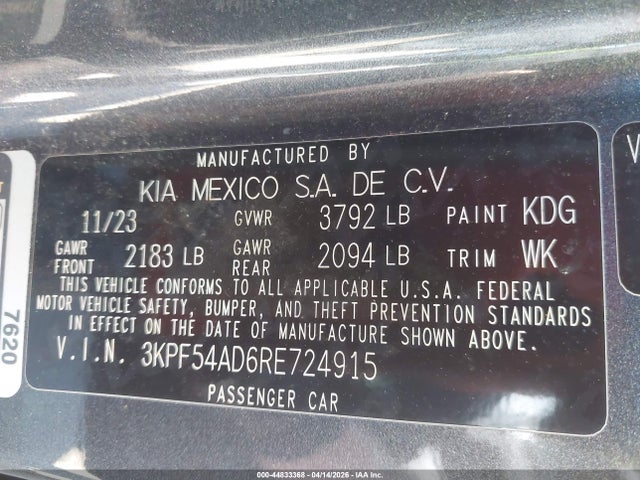 MANUFACTURED BY
KIA MEXICO S.A. DE C.V.
11/23 GVWR 3792 LB PAINT KDG
GAWR FRONT 2183 LB GAWR REAR 2094 LB TRIM WK
THIS VEHICLE CONFORMS TO ALL APPLICABLE U.S.A. FEDERAL
MOTOR VEHICLE SAFETY, BUMPER, AND THEFT PREVENTION STANDARDS
IN EFFECT ON THE DATE OF MANUFACTURE SHOWN ABOVE.
V.I.N. 3KPF54AD6RE724915
PASSENGER CAR
7620
V
000-44833368 - 04/14/2026 - IAA Inc.